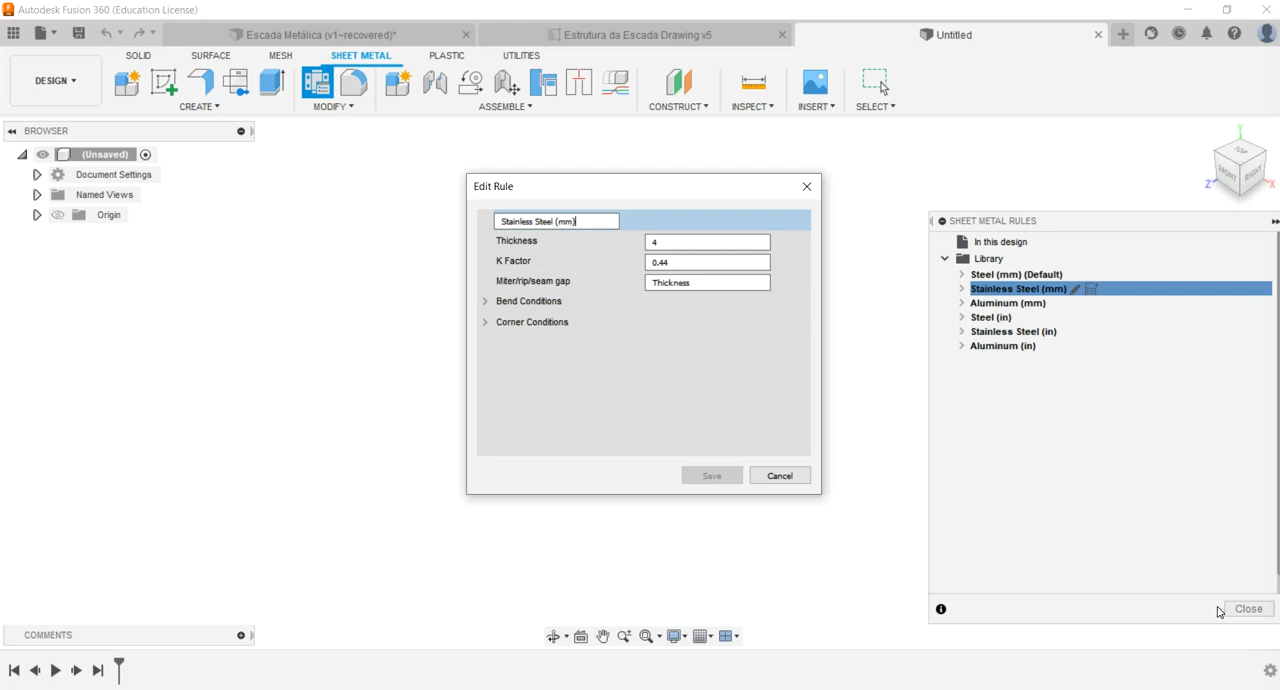 Autodesk Fusion 360 (Education License)
Escada Metálica (v1~recovered)*
Estrutura da Escada Drawing v5
Untitled
DESIGN
SOLID
SURFACE
MESH
SHEET METAL
PLASTIC
UTILITIES
CREATE
MODIFY
ASSEMBLE
CONSTRUCT
INSPECT
INSERT
SELECT
BROWSER
(Unsaved)
Document Settings
Named Views
Origin
Y
TOP
FRONT
RIGHT
Z
X
Edit Rule
Stainless Steel (mm)
Thickness 4
K Factor 0.44
Miter/rip/seam gap Thickness
Bend Conditions
Corner Conditions
Save Cancel
SHEET METAL RULES
In this design
Library
Steel (mm) (Default)
Stainless Steel (mm)
Aluminum (mm)
Steel (in)
Stainless Steel (in)
Aluminum (in)
Close
COMMENTS